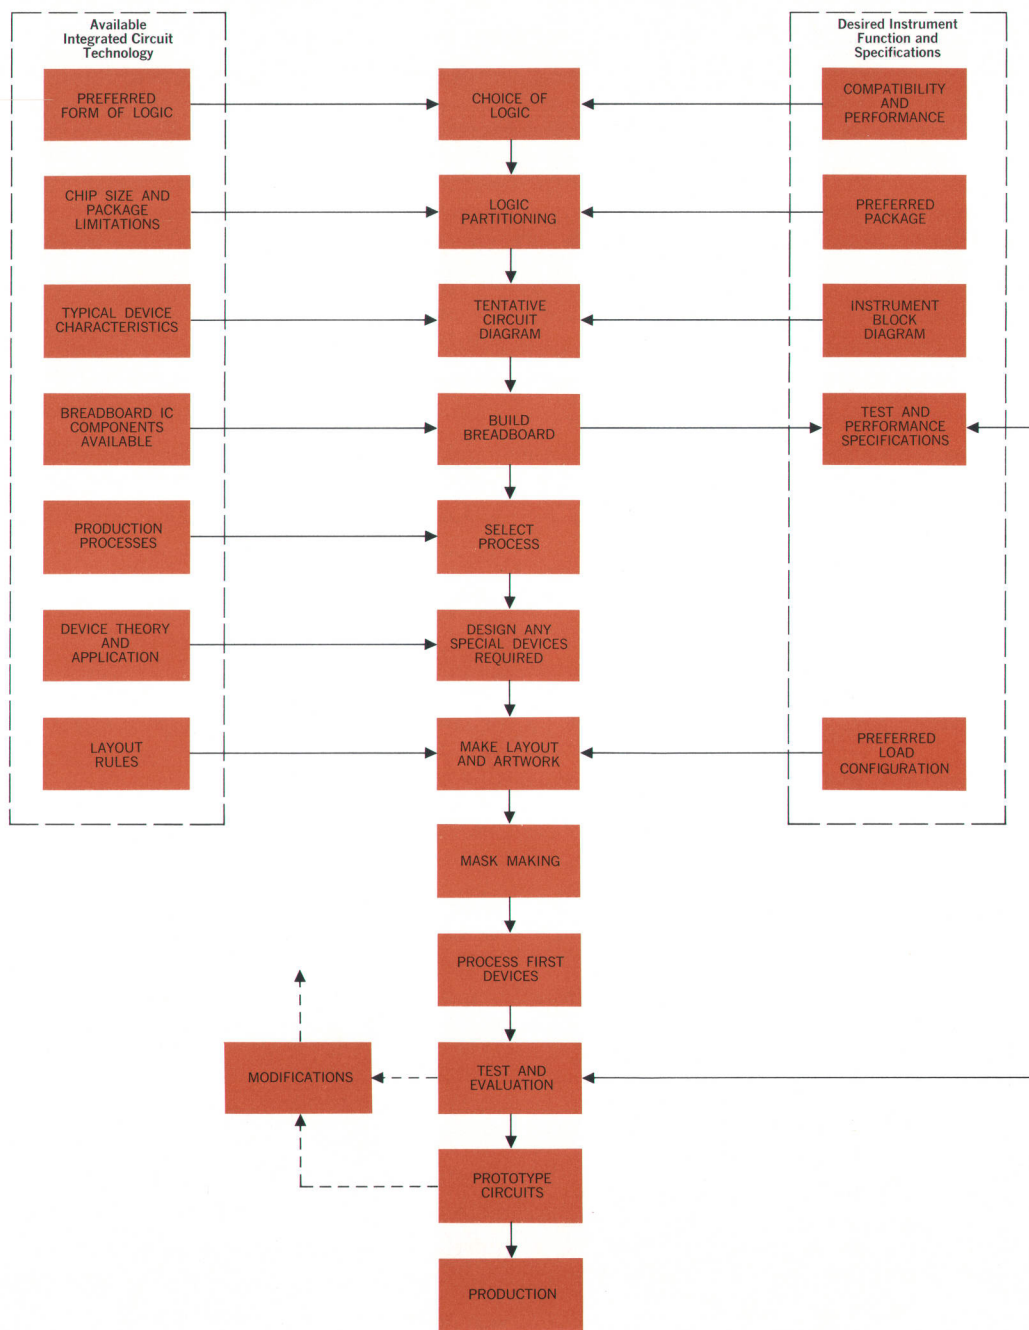 Available
Integrated Circuit
Technology
Desired Instrument
Function and
Specifications
PREFERRED
FORM OF LOGIC
CHOICE OF
LOGIC
COMPATIBILITY
AND
PERFORMANCE
CHIP SIZE AND
PACKAGE
LIMITATIONS
LOGIC
PARTITIONING
PREFERRED
PACKAGE
TYPICAL DEVICE
CHARACTERISTICS
TENTATIVE
CIRCUIT
DIAGRAM
INSTRUMENT
BLOCK
DIAGRAM
BREADBOARD IC
COMPONENTS
AVAILABLE
BUILD
BREADBOARD
TEST AND
PERFORMANCE
SPECIFICATIONS
PRODUCTION
PROCESSES
SELECT
PROCESS
DEVICE THEORY
AND
APPLICATION
DESIGN ANY
SPECIAL DEVICES
REQUIRED
LAYOUT
RULES
MAKE LAYOUT
AND ARTWORK
PREFERRED
LOAD
CONFIGURATION
MASK MAKING
PROCESS FIRST
DEVICES
MODIFICATIONS
TEST AND
EVALUATION
PROTOTYPE
CIRCUITS
PRODUCTION